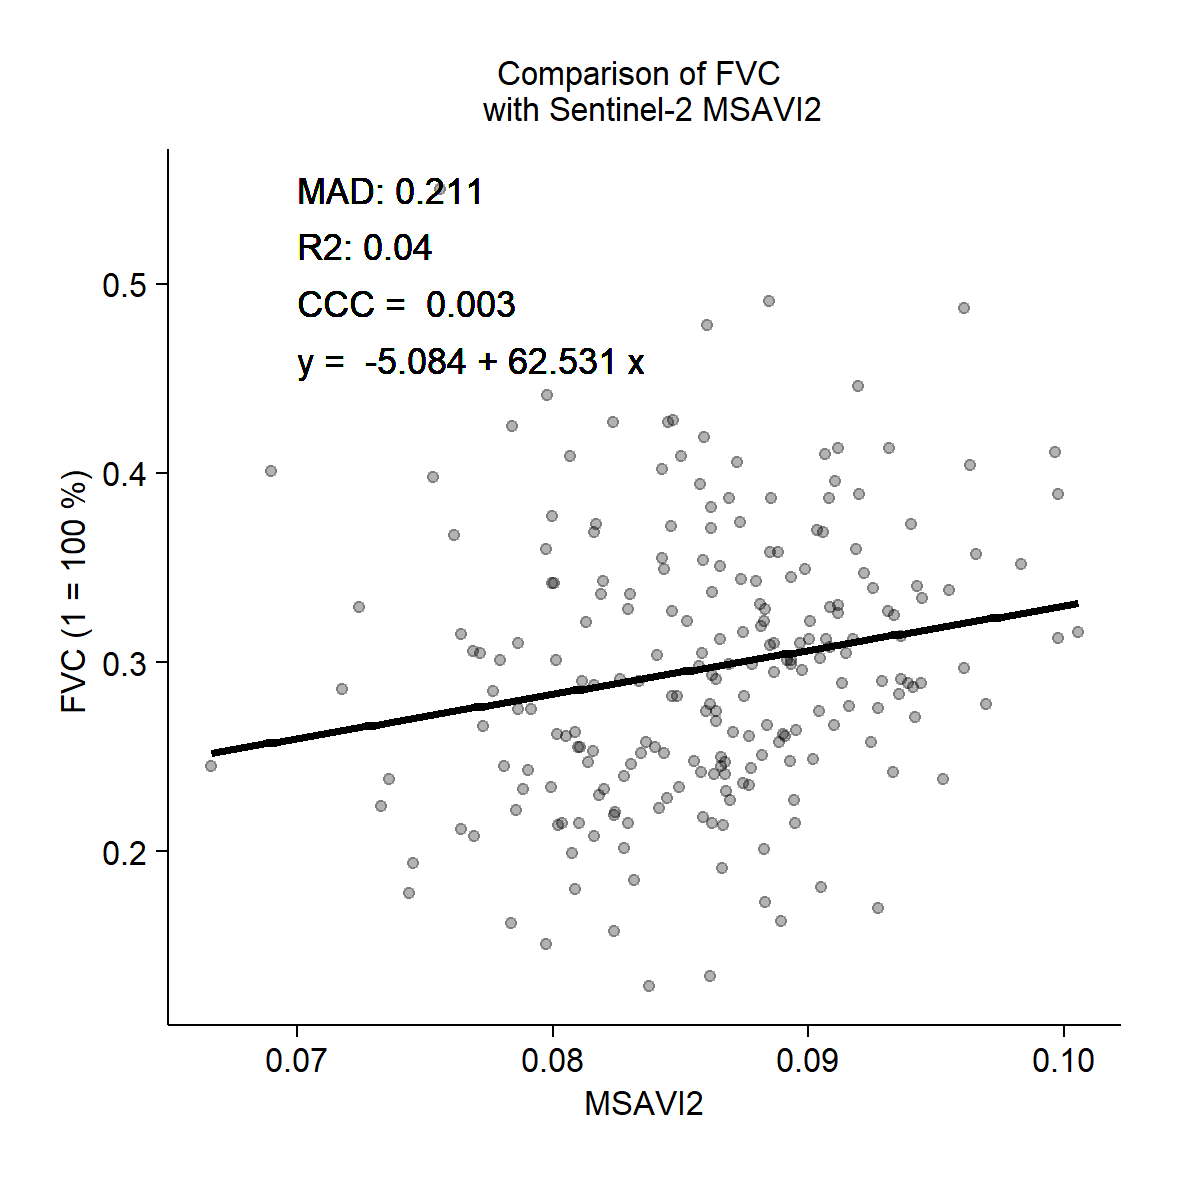 Comparison of FVC
with Sentinel-2 MSAVI2
MAD: 0.211
R2: 0.04
CCC =  0.003
y =  -5.084 + 62.531 x
0.5
0.4
0.3
0.2
FVC (1 = 100 %)
0.07
0.08
0.09
0.10
MSAVI2